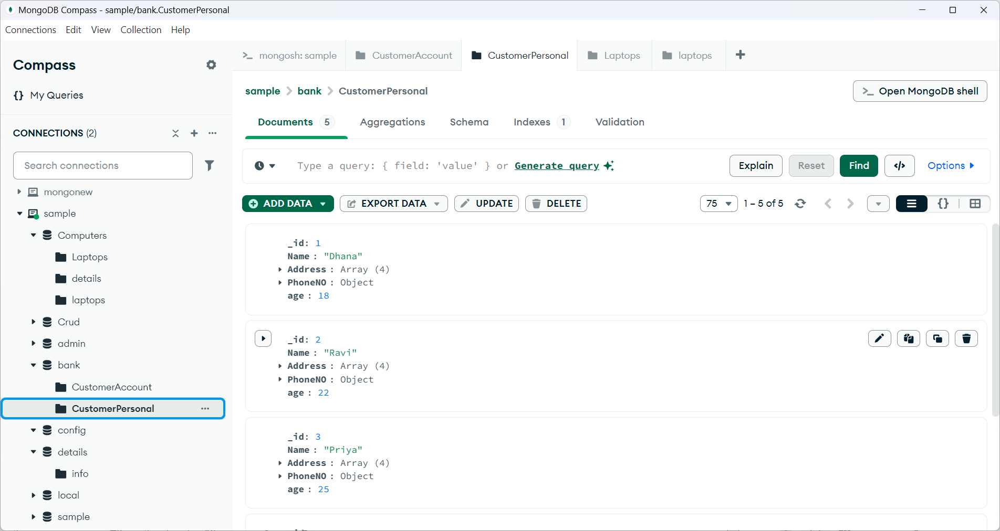 MongoDB Compass - sample/bank.CustomerPersonal
Connections Edit View Collection Help
Compass
{} My Queries
CONNECTIONS (2)
Search connections
mongonew
sample
Computers
Laptops
details
laptops
Crud
admin
bank
CustomerAccount
CustomerPersonal
config
details
info
local
sample
>_ mongosh: sample CustomerAccount CustomerPersonal Laptops laptops
sample > bank > CustomerPersonal
>_ Open MongoDB shell
Documents 5 Aggregations Schema Indexes 1 Validation
Type a query: { field: 'value' } or Generate query
Explain Reset Find </> Options
ADD DATA EXPORT DATA UPDATE DELETE
75 1 – 5 of 5 {}
_id: 1
Name : "Dhana"
Address : Array (4)
PhoneNO : Object
age : 18
_id: 2
Name : "Ravi"
Address : Array (4)
PhoneNO : Object
age : 22
_id: 3
Name : "Priya"
Address : Array (4)
PhoneNO : Object
age : 25